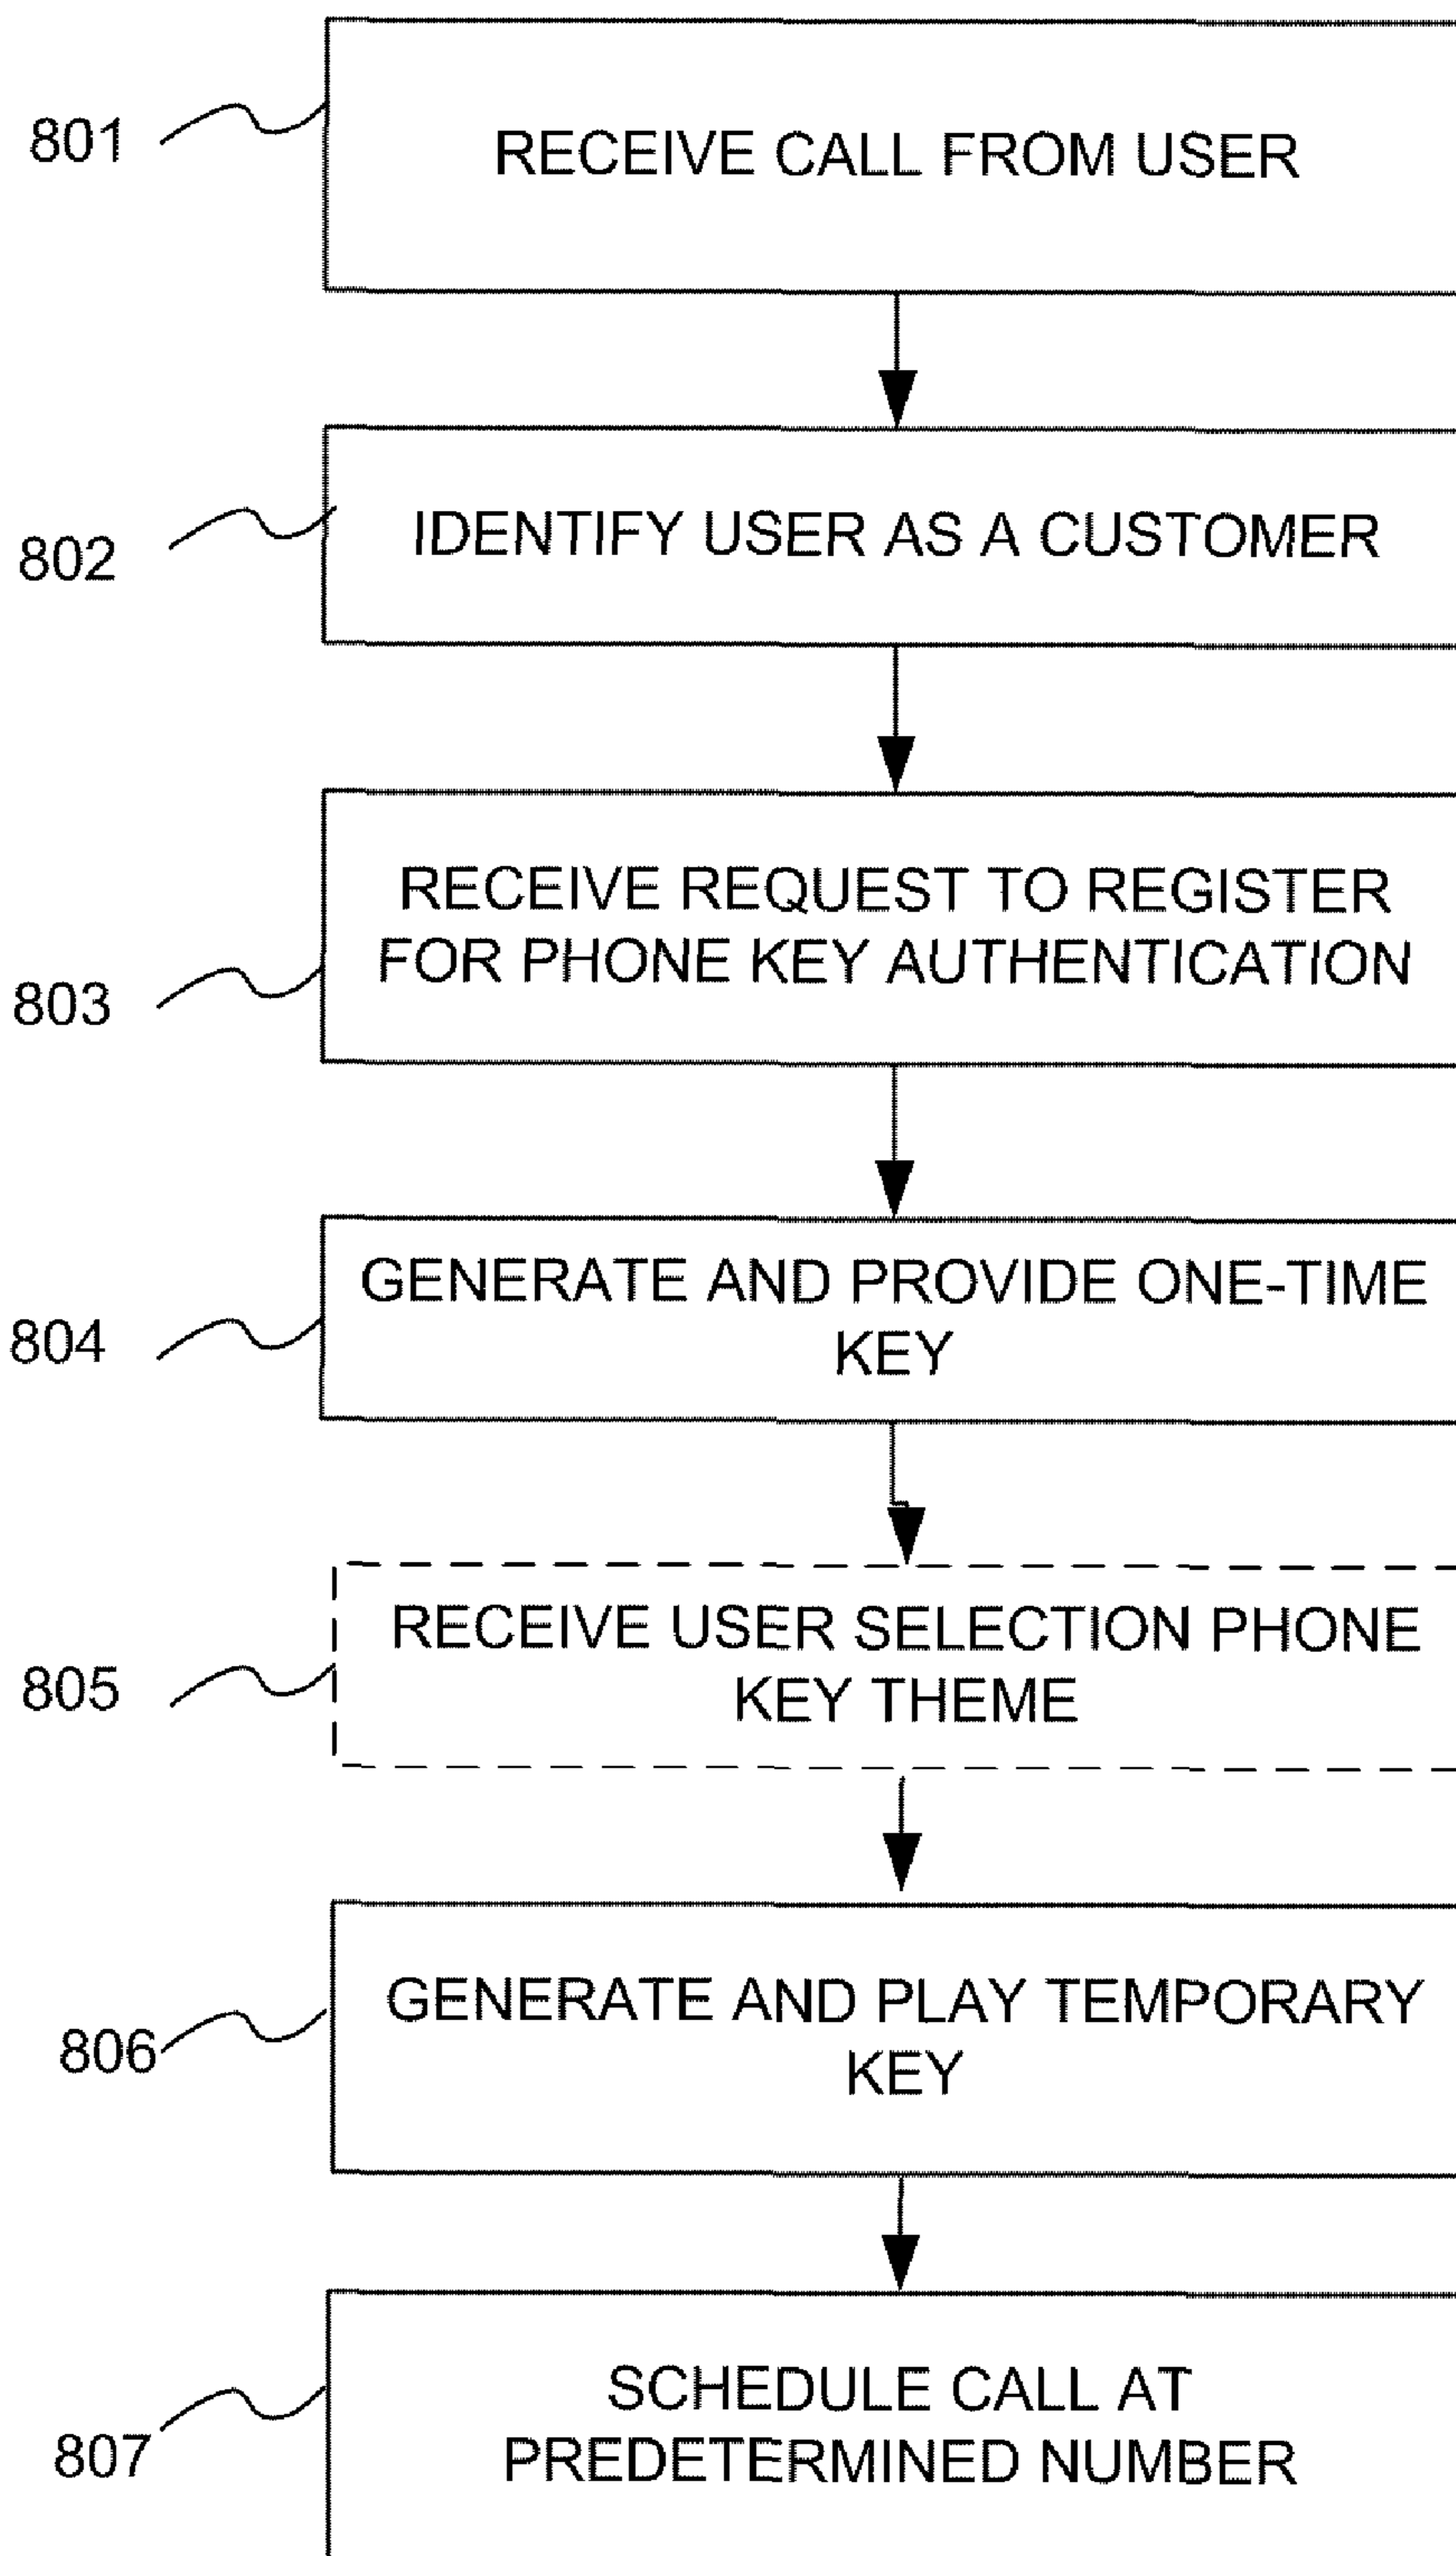 801
RECEIVE CALL FROM USER
802
IDENTIFY USER AS A CUSTOMER
803
RECEIVE REQUEST TO REGISTER
FOR PHONE KEY AUTHENTICATION
804
GENERATE AND PROVIDE ONE-TIME
KEY
805
RECEIVE USER SELECTION PHONE
KEY THEME
806
GENERATE AND PLAY TEMPORARY
KEY
807
SCHEDULE CALL AT
PREDETERMINED NUMBER